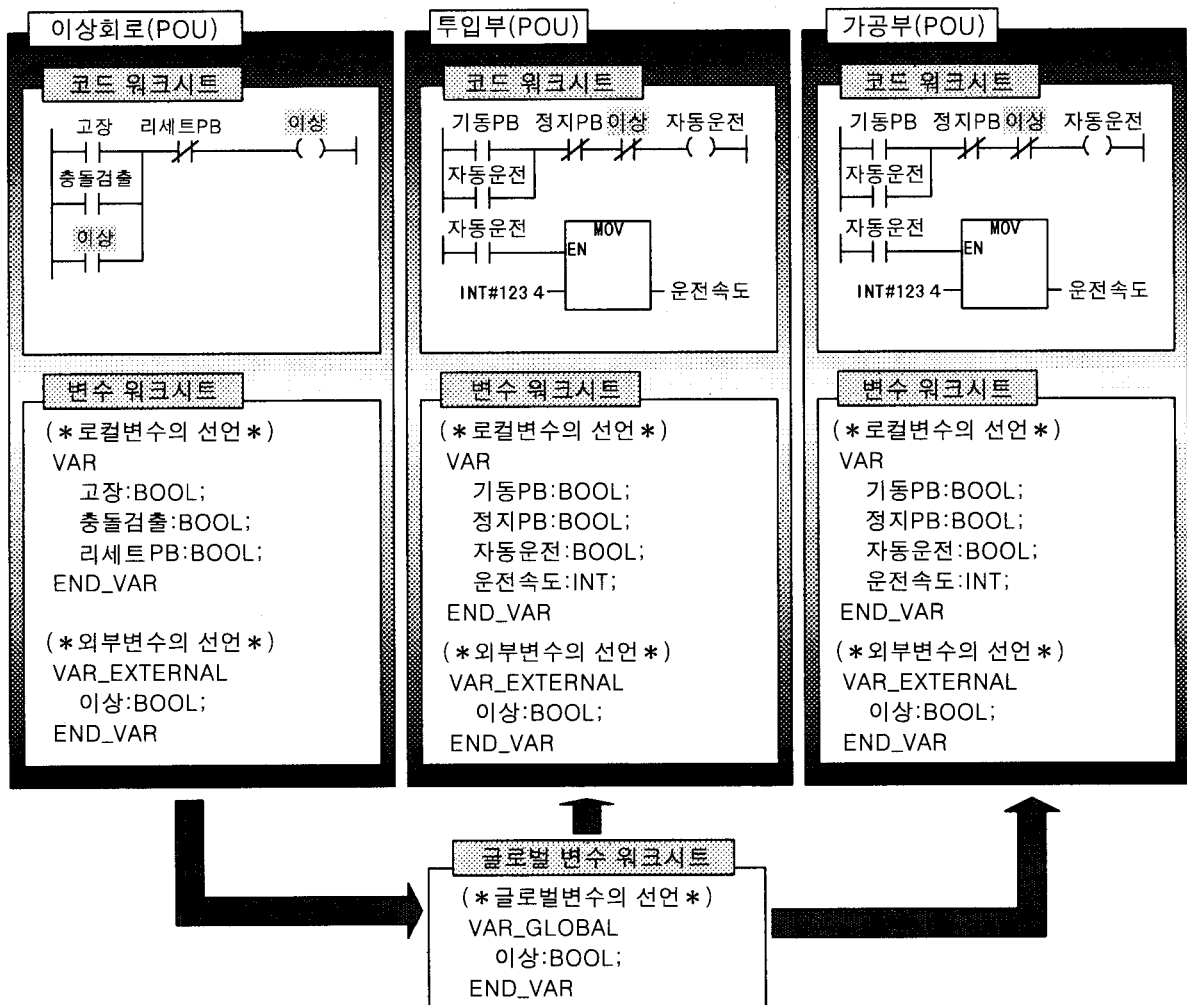 이상회로(POU)
코드 워크시트
고장 리세트PB 이상
충돌검출
이상
변수 워크시트
(*로컬변수의 선언*)
VAR
고장:BOOL;
충돌검출:BOOL;
리세트PB:BOOL;
END_VAR
(*외부변수의 선언*)
VAR_EXTERNAL
이상:BOOL;
END_VAR
투입부(POU)
코드 워크시트
기동PB 정지PB 이상 자동운전
자동운전
자동운전
MOV
EN
INT#123 4 운전속도
변수 워크시트
(*로컬변수의 선언*)
VAR
기동PB:BOOL;
정지PB:BOOL;
자동운전:BOOL;
운전속도:INT;
END_VAR
(*외부변수의 선언*)
VAR_EXTERNAL
이상:BOOL;
END_VAR
가공부(POU)
코드 워크시트
기동PB 정지PB 이상 자동운전
자동운전
자동운전
MOV
EN
INT#123 4 운전속도
변수 워크시트
(*로컬변수의 선언*)
VAR
기동PB:BOOL;
정지PB:BOOL;
자동운전:BOOL;
운전속도:INT;
END_VAR
(*외부변수의 선언*)
VAR_EXTERNAL
이상:BOOL;
END_VAR
글로벌 변수 워크시트
(*글로벌변수의 선언*)
VAR_GLOBAL
이상:BOOL;
END_VAR